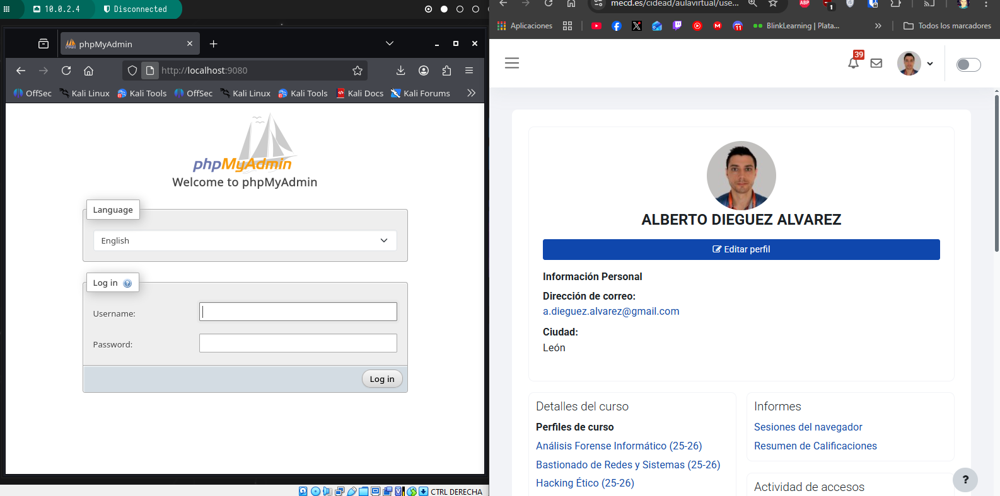 10.0.2.4
Disconnected
phpMyAdmin
http://localhost:9080
OffSec
Kali Linux
Kali Tools
OffSec
Kali Linux
Kali Tools
Kali Docs
Kali Forums
phpMyAdmin
Welcome to phpMyAdmin
Language
English
Log in
Username:
Password:
Log in
CTRL DERECHA
mecd.es/cidead/aulavirtual/use...
ABP
1
Aplicaciones
11
BlinkLearning | Plata...
Todos los marcadores
39
ALBERTO DIEGUEZ ALVAREZ
Editar perfil
Información Personal
Dirección de correo:
a.dieguez.alvarez@gmail.com
Ciudad:
León
Detalles del curso
Perfiles de curso
Análisis Forense Informático (25-26)
Bastionado de Redes y Sistemas (25-26)
Hacking Ético (25-26)
Informes
Sesiones del navegador
Resumen de Calificaciones
Actividad de accesos
?